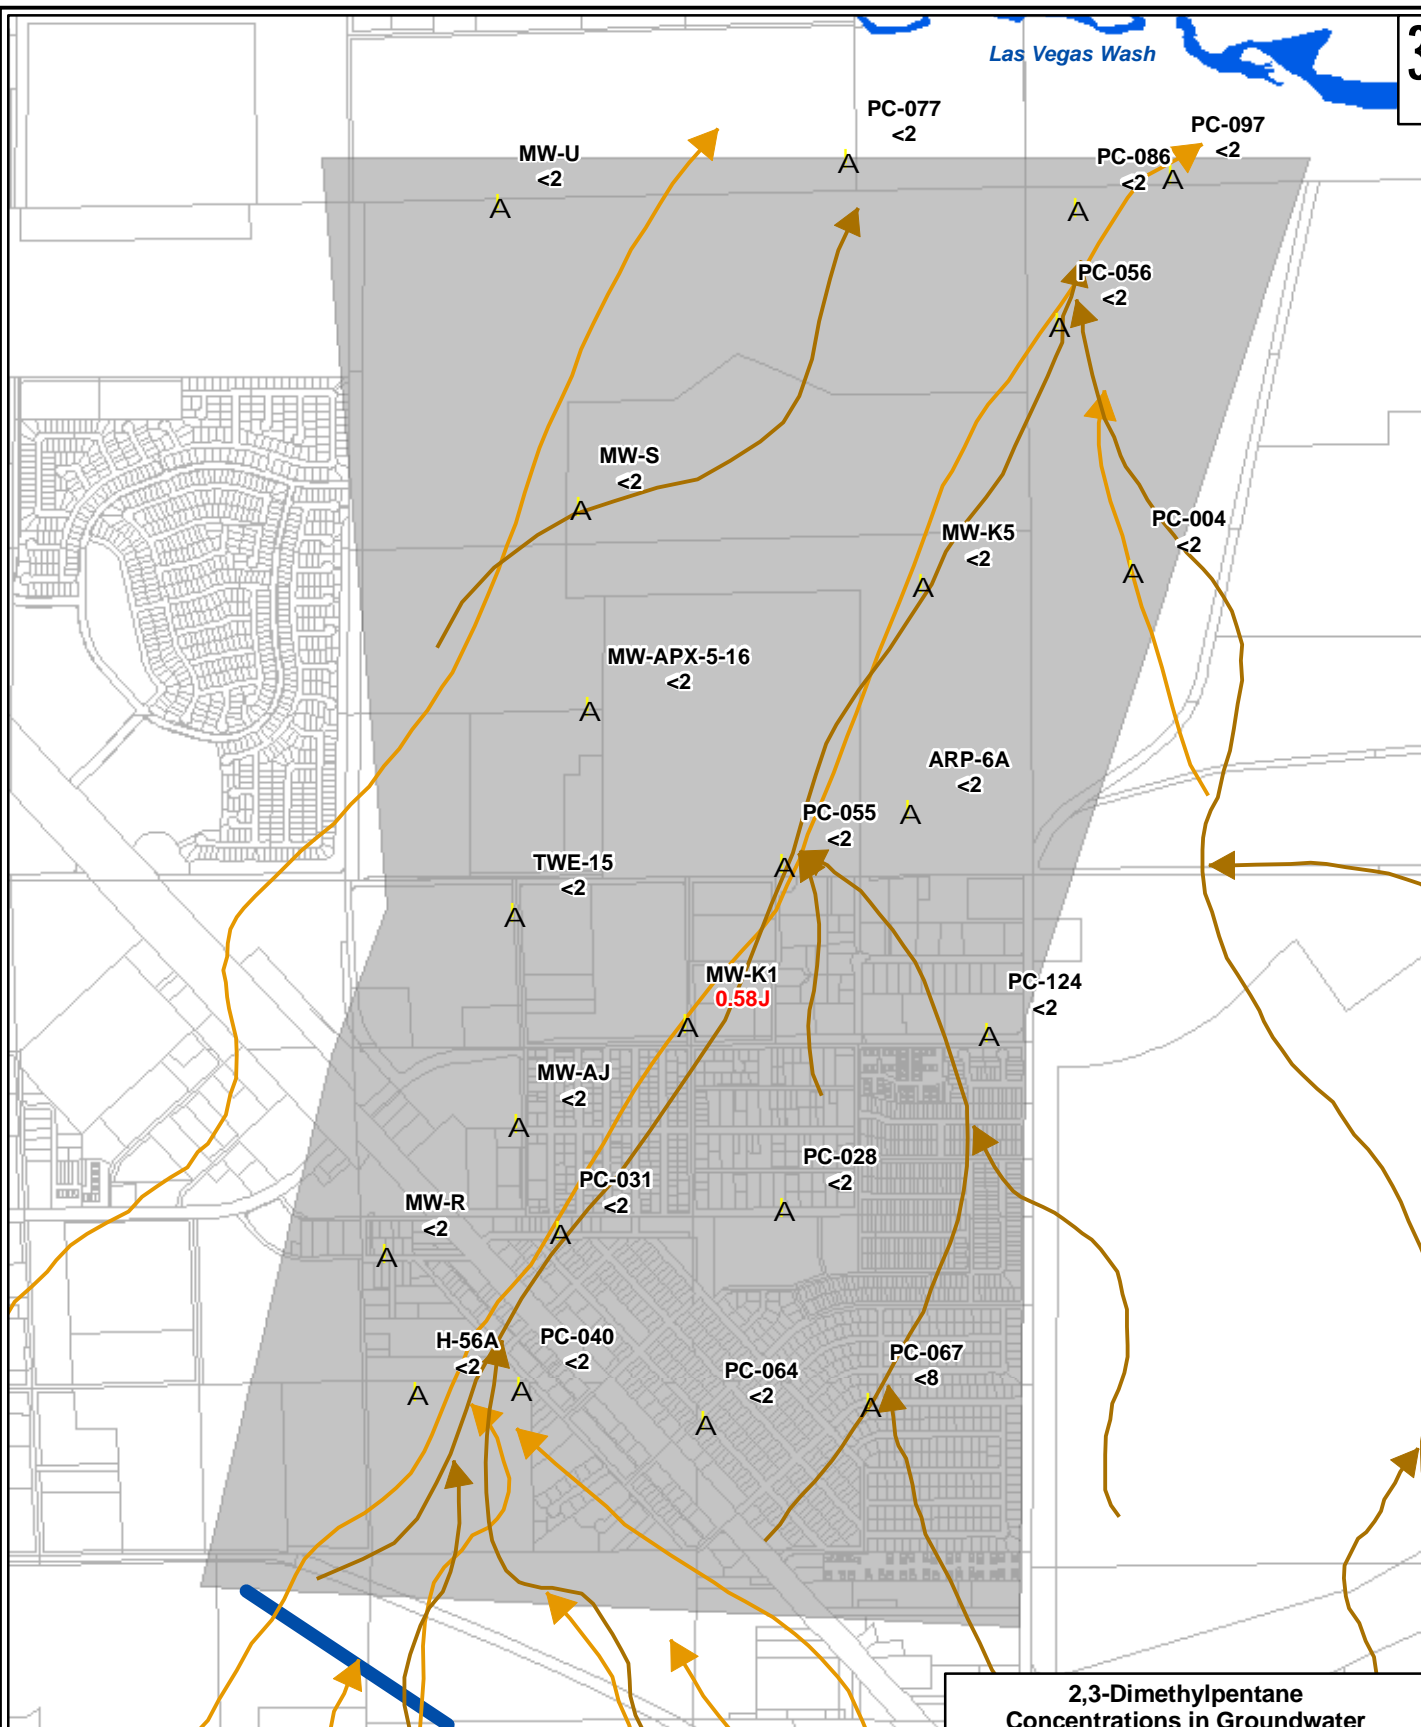 3
Las Vegas Wash
PC-077
<2
PC-097
<2
MW-U
<2
PC-086
<2
A
A
A
A
PC-056
<2
A
MW-S
<2
A
PC-004
<2
MW-K5
<2
A
A
MW-APX-5-16
<2
A
ARP-6A
<2
A
PC-055
<2
A
TWE-15
<2
A
MW-K1
0.58J
A
PC-124
<2
A
MW-AJ
<2
A
PC-028
<2
A
PC-031
<2
A
MW-R
<2
A
H-56A
<2
A
PC-040
<2
A
PC-064
<2
A
PC-067
<8
A
2,3-Dimethylpentane
Concentrations in Groundwater